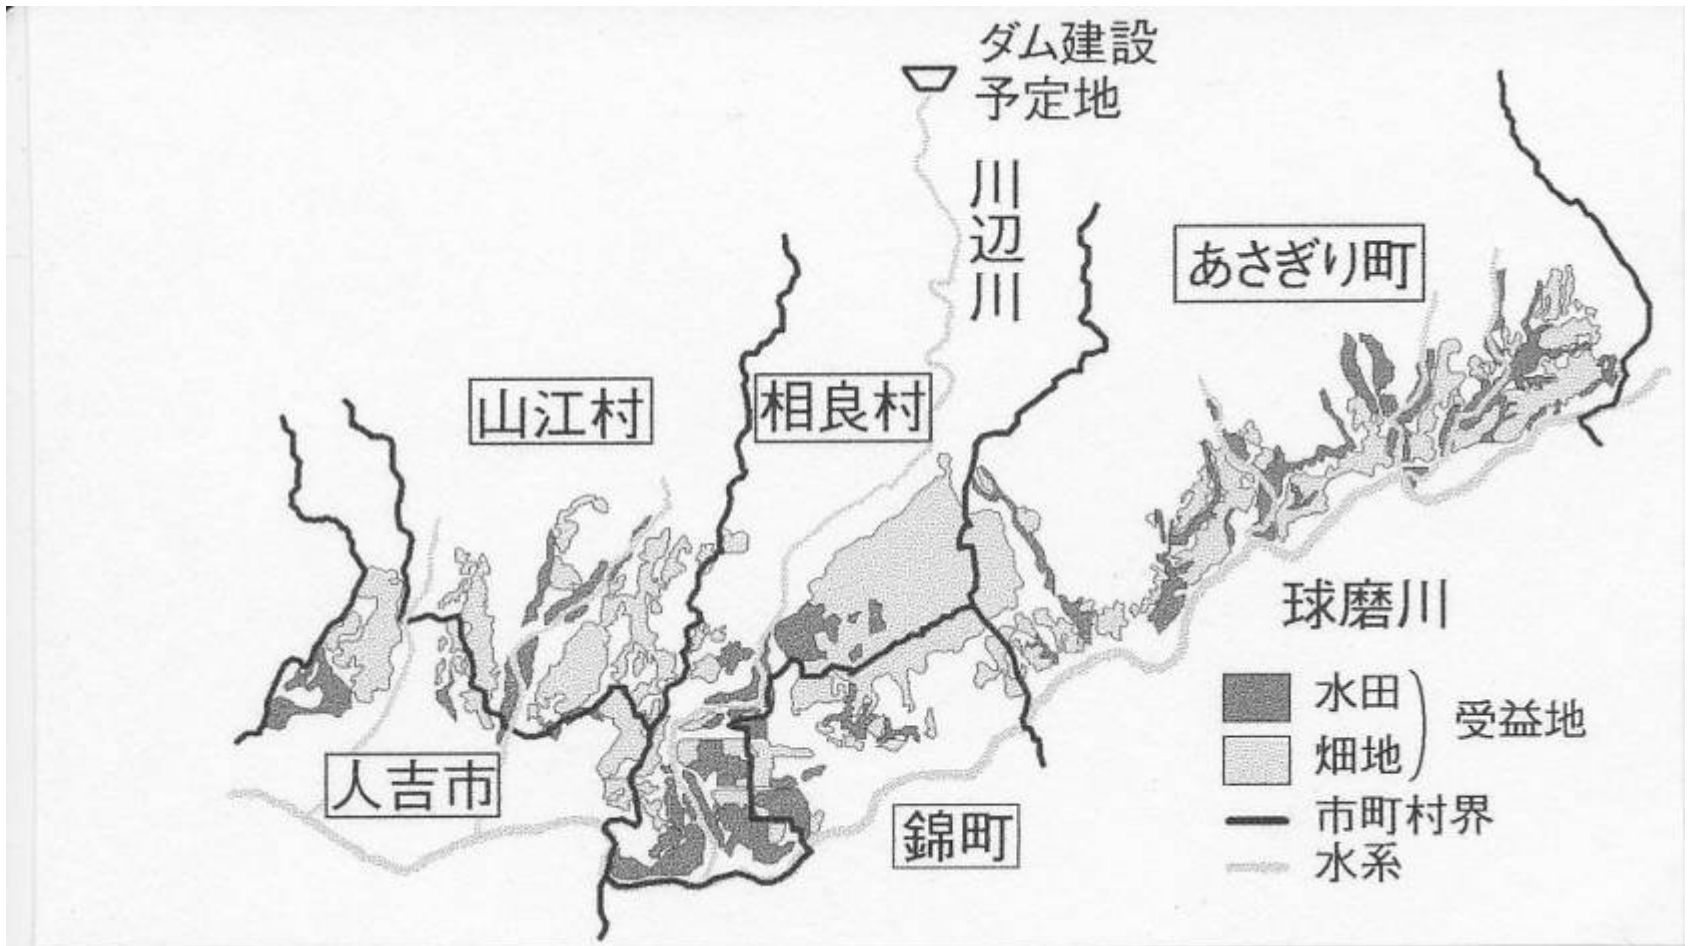 ダム建設
予定地
川辺川
あさぎり町
山江村
相良村
球磨川
水田
畑地
受益地
人吉市
錦町
市町村界
水系